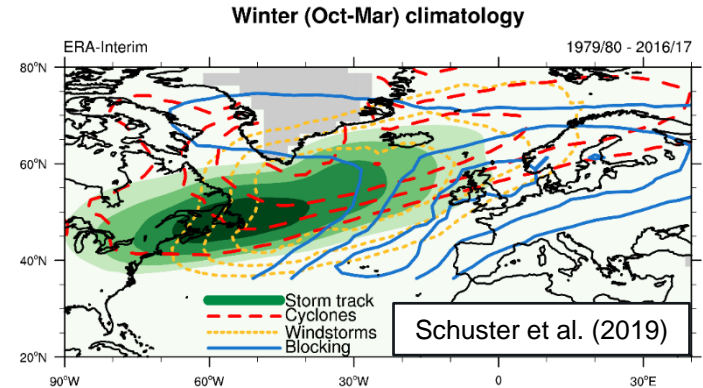 Winter (Oct-Mar) climatology
ERA-Interim 1979/80 - 2016/17
80°N
60°N
40°N
20°N
Storm track
Cyclones
Windstorms
Blocking
Schuster et al. (2019)
90°W 60°W 30°W 0 30°E